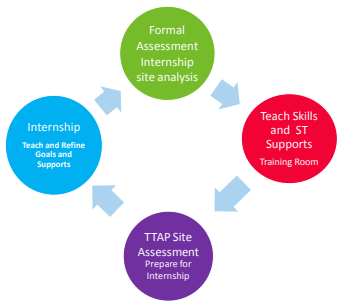 Formal
Assessment
Internship
site analysis
Teach Skills
and ST
Supports
Training Room
TTAP Site
Assessment
Prepare for
Internship
Internship
Teach and Refine
Goals and
Supports